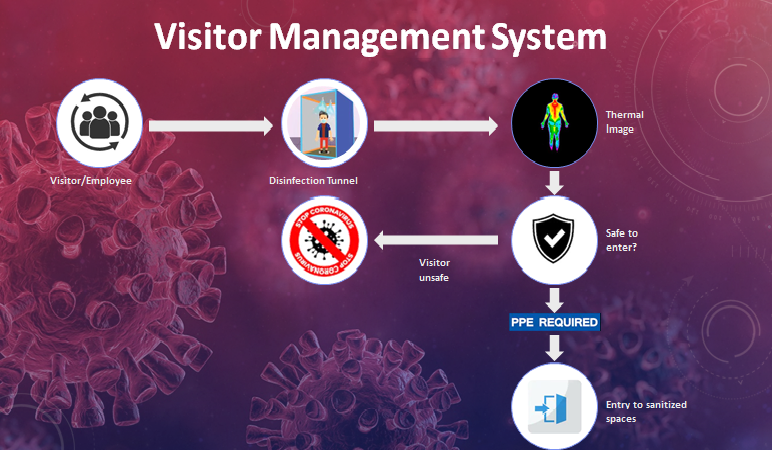 Visitor Management System
Visitor/Employee
Disinfection Tunnel
Thermal
Image
STOP CORONAVIRUS
STOP CORONAVIRUS
Visitor
unsafe
Safe to
enter?
PPE REQUIRED
Entry to sanitized
spaces